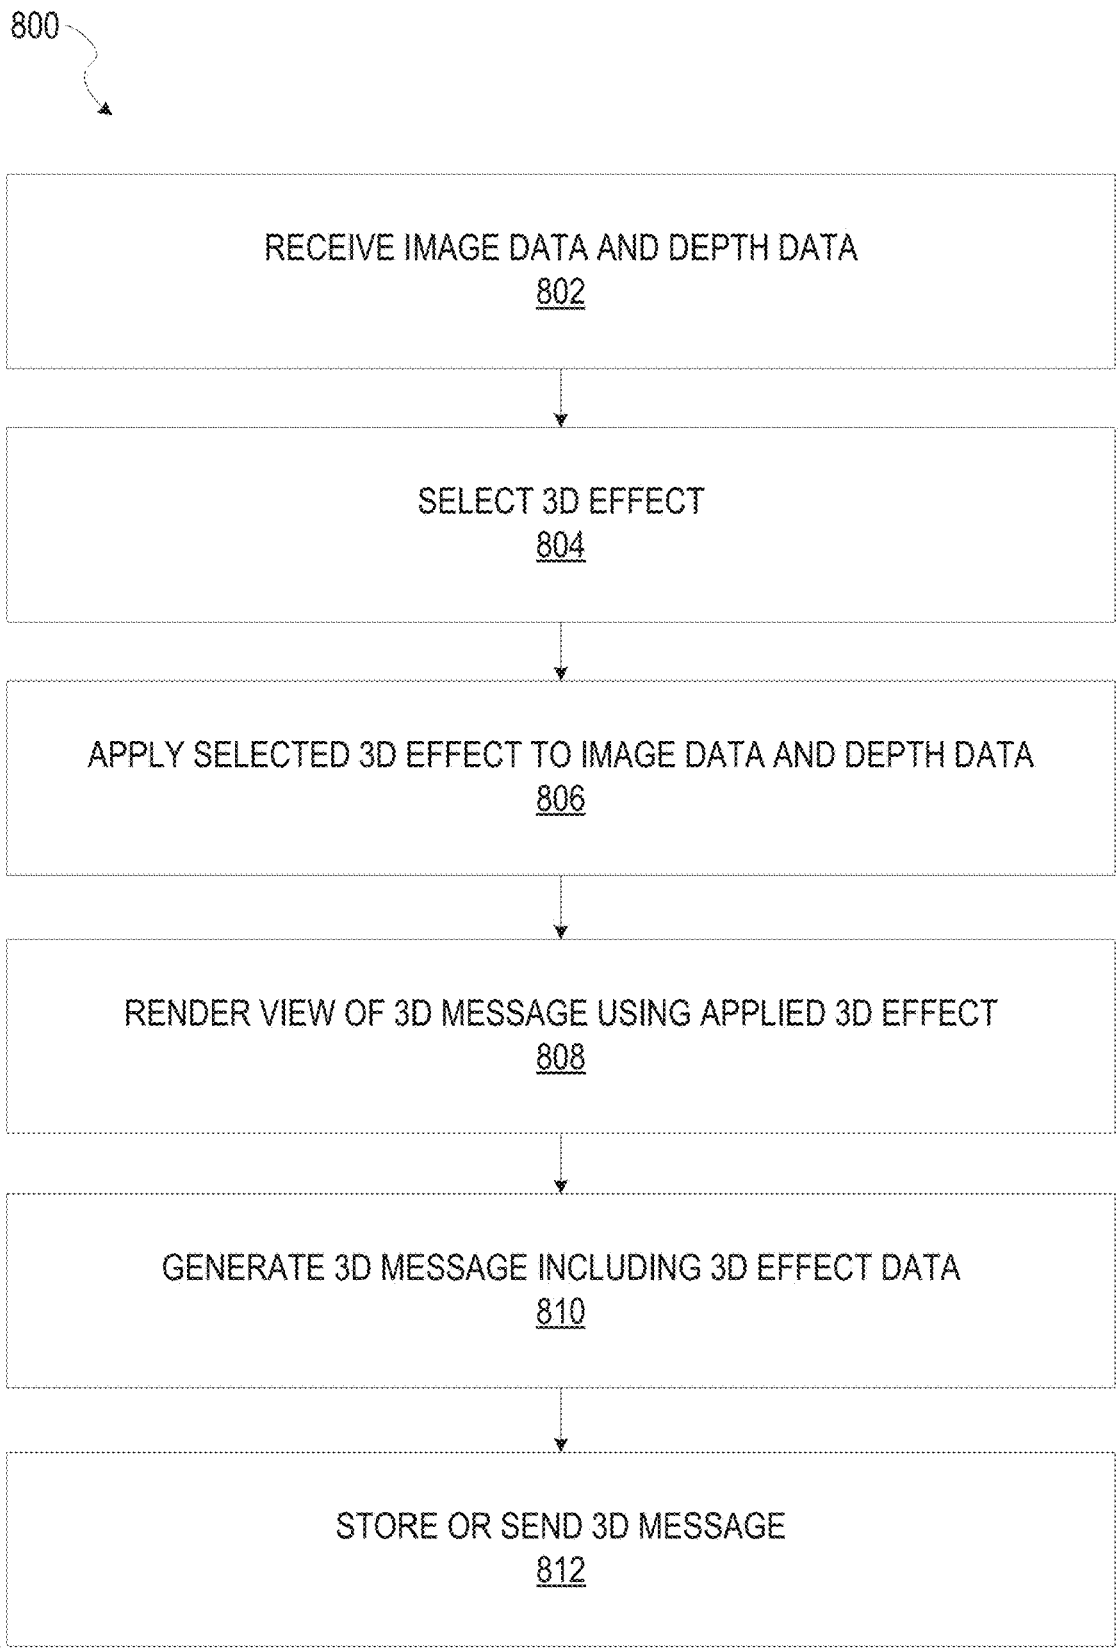 800
RECEIVE IMAGE DATA AND DEPTH DATA
802
SELECT 3D EFFECT
804
APPLY SELECTED 3D EFFECT TO IMAGE DATA AND DEPTH DATA
806
RENDER VIEW OF 3D MESSAGE USING APPLIED 3D EFFECT
808
GENERATE 3D MESSAGE INCLUDING 3D EFFECT DATA
810
STORE OR SEND 3D MESSAGE
812